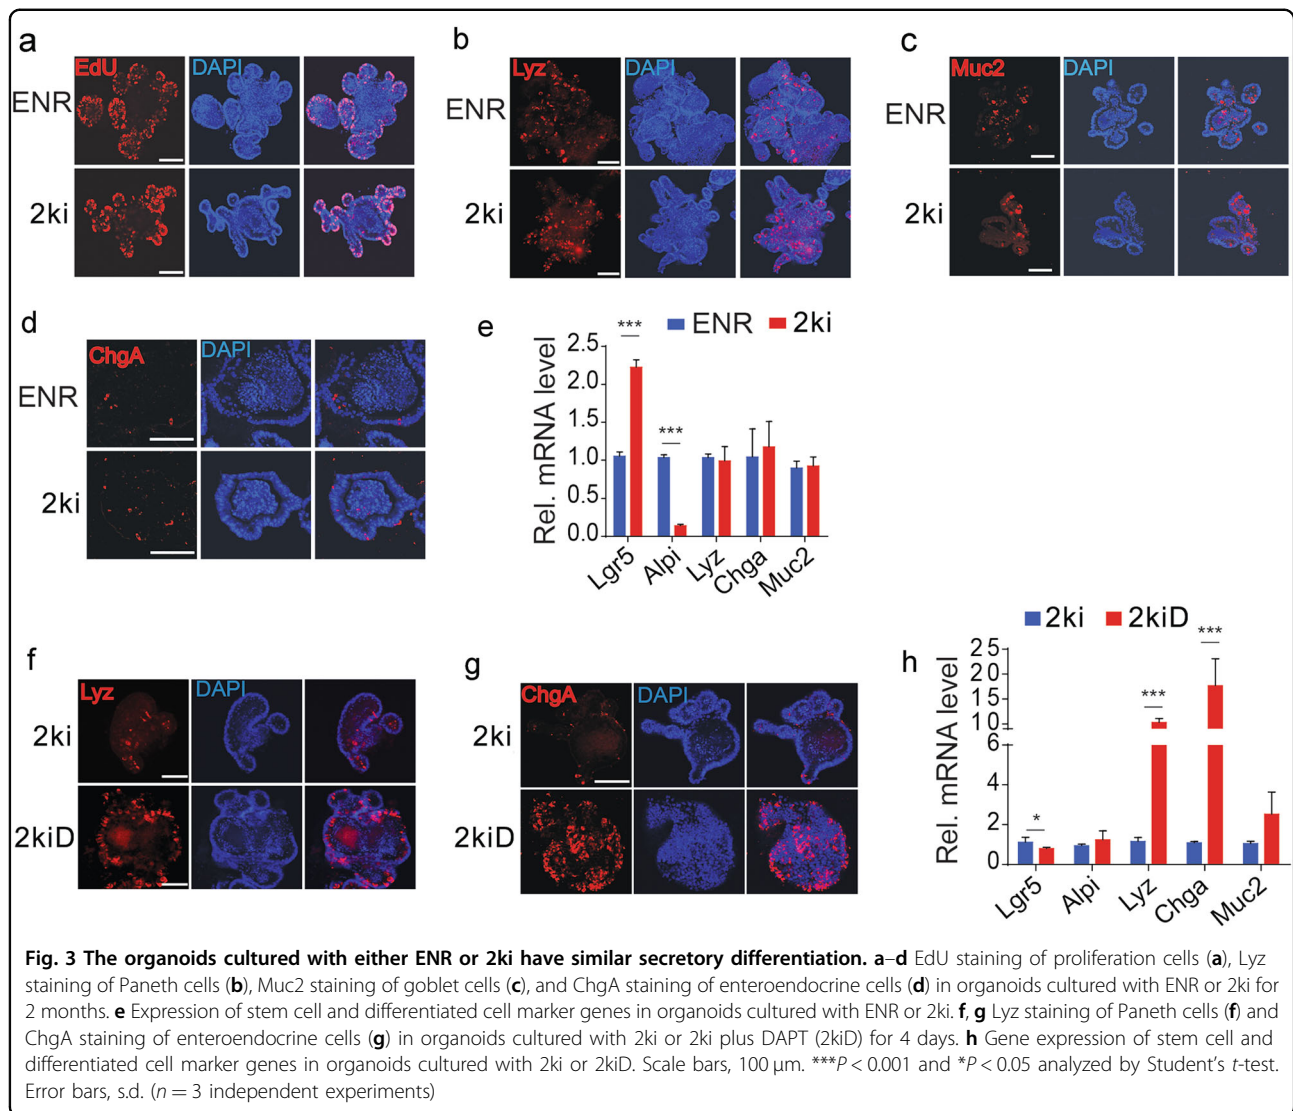 a
EdU DAPI
ENR
2ki
b
Lyz DAPI
ENR
2ki
c
Muc2 DAPI
ENR
2ki
d
ChgA DAPI
ENR
2ki
e
ENR 2ki
Rel. mRNA level
2.5
2.0
1.5
1.0
0.5
0.0
*** ***
Lgr5 Alpi Lyz Chga Muc2
f
Lyz DAPI
2ki
2kiD
g
ChgA DAPI
2ki
2kiD
h
2ki 2kiD
Rel. mRNA level
25
20
15
10
6
4
2
0
* *** ***
Lgr5 Alpi Lyz Chga Muc2
Fig. 3 The organoids cultured with either ENR or 2ki have similar secretory differentiation. a–d EdU staining of proliferation cells (a), Lyz
staining of Paneth cells (b), Muc2 staining of goblet cells (c), and ChgA staining of enteroendocrine cells (d) in organoids cultured with ENR or 2ki for
2 months. e Expression of stem cell and differentiated cell marker genes in organoids cultured with ENR or 2ki. f, g Lyz staining of Paneth cells (f) and
ChgA staining of enteroendocrine cells (g) in organoids cultured with 2ki or 2ki plus DAPT (2kiD) for 4 days. h Gene expression of stem cell and
differentiated cell marker genes in organoids cultured with 2ki or 2kiD. Scale bars, 100 μm. ***P < 0.001 and *P < 0.05 analyzed by Student's t-test.
Error bars, s.d. (n = 3 independent experiments)